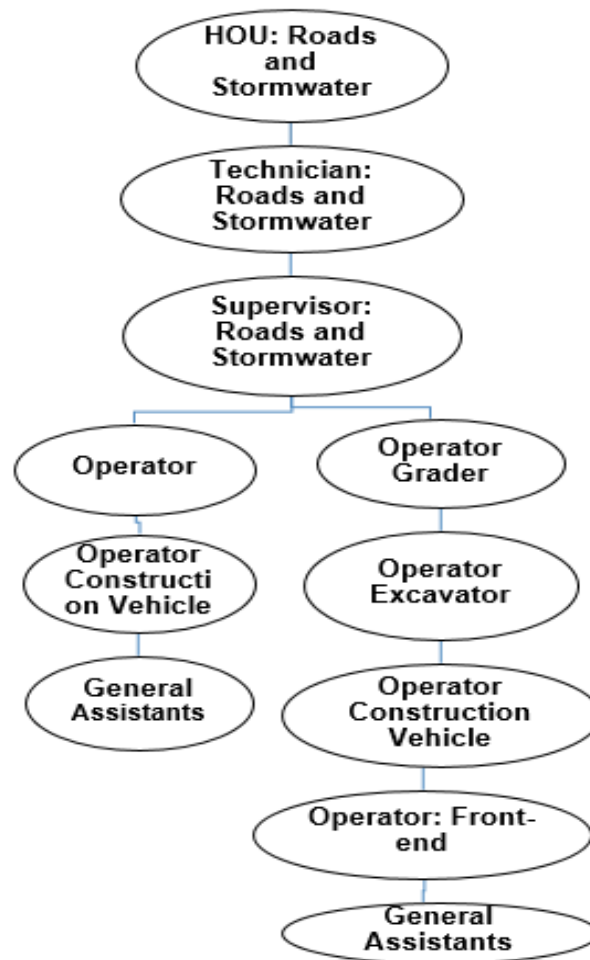 HOU: Roads
and
Stormwater
Technician:
Roads and
Stormwater
Supervisor:
Roads and
Stormwater
Operator
Operator
Constructi
on Vehicle
General
Assistants
Operator
Grader
Operator
Excavator
Operator
Construction
Vehicle
Operator: Front-
end
General
Assistants